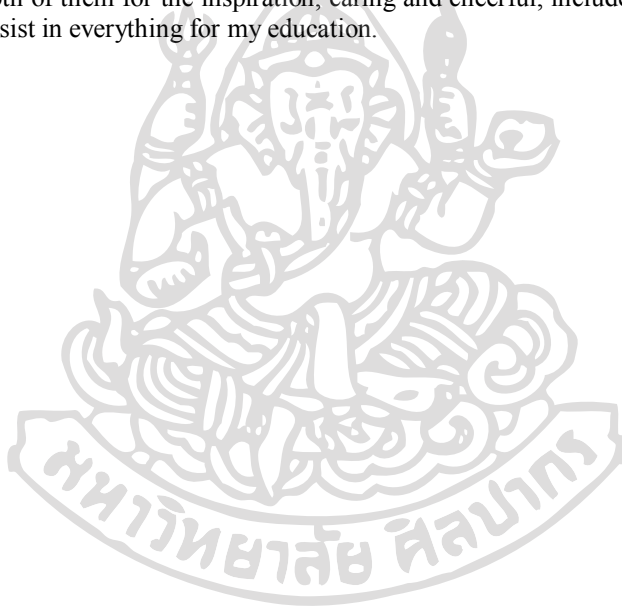 oth of them for the inspiration, caring and cheerful, include
sist in everything for my education.
มหาวิทยาลัย ศิลปากร